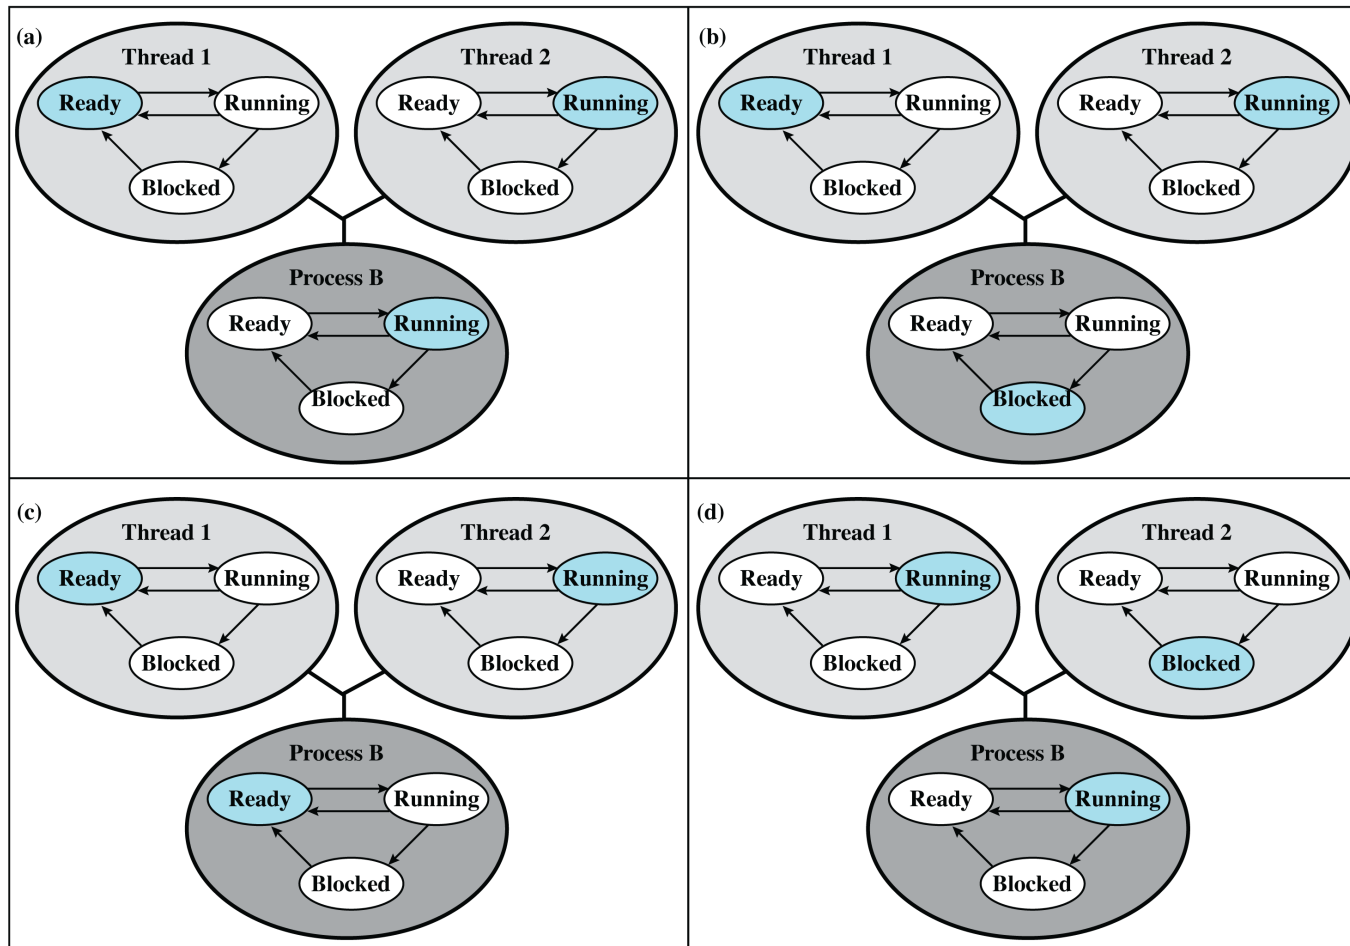 (a)
Thread 1
Ready
Running
Blocked
Thread 2
Ready
Running
Blocked
Process B
Ready
Running
Blocked
(b)
Thread 1
Ready
Running
Blocked
Thread 2
Ready
Running
Blocked
Process B
Ready
Running
Blocked
(c)
Thread 1
Ready
Running
Blocked
Thread 2
Ready
Running
Blocked
Process B
Ready
Running
Blocked
(d)
Thread 1
Ready
Running
Blocked
Thread 2
Ready
Running
Blocked
Process B
Ready
Running
Blocked